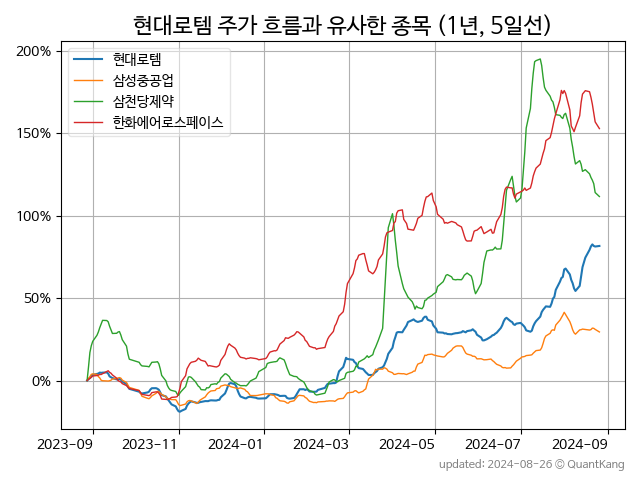 현대로템 주가 흐름과 유사한 종목 (1년, 5일선)
현대로템
삼성중공업
삼천당제약
한화에어로스페이스
200%
150%
100%
50%
0%
2023-09 2023-11 2024-01 2024-03 2024-05 2024-07 2024-09
updated: 2024-08-26 © QuantKang